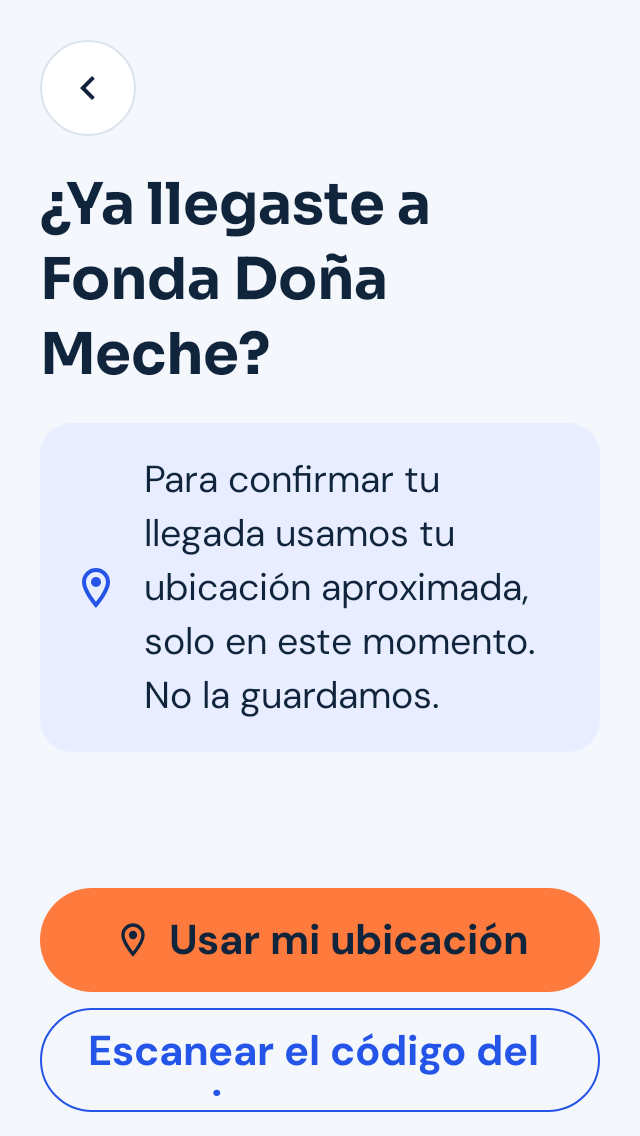 ¿Ya llegaste a
Fonda Doña
Meche?
Para confirmar tu
llegada usamos tu
ubicación aproximada,
solo en este momento.
No la guardamos.
Usar mi ubicación
Escanear el código del